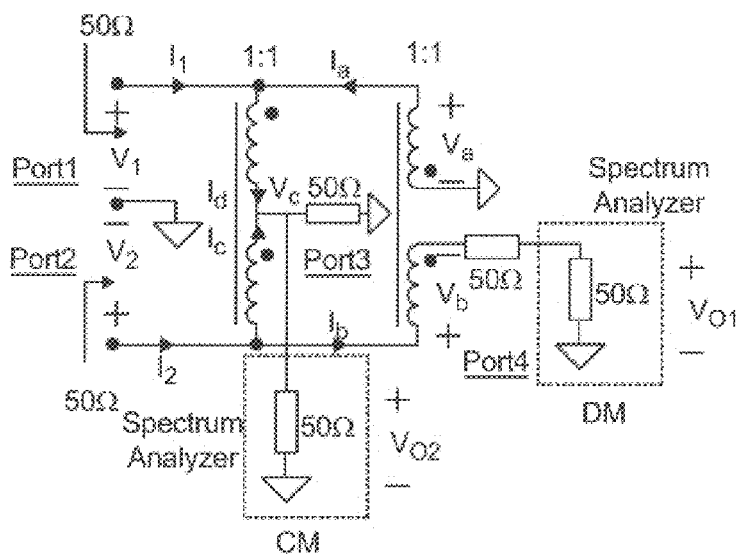 50Ω
I1
1:1
Ia
1:1
+
V1
Port1
−
−
V2
Port2
+
50Ω
I2
Id
Ic
Vc
50Ω
Port3
+
Va
−
Vb
+
Ib
50Ω
Port4
Spectrum
Analyzer
50Ω
+
VO1
−
DM
Spectrum
Analyzer
50Ω
+
VO2
−
CM